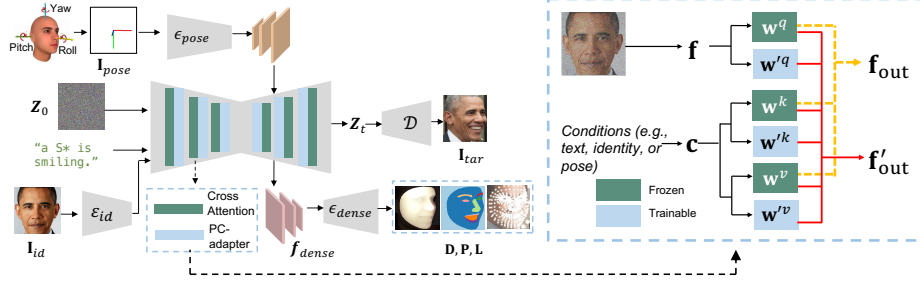 Yaw
Pitch
Roll
I_pose
ϵ_pose
Z_0
"a S* is
smiling."
I_id
ℰ_id
Z_t
𝒟
I_tar
Cross
Attention
PC-
adapter
f_dense
ϵ_dense
D, P, L
f
w^q
w'^q
f_out
Conditions (e.g.,
text, identity, or
pose)
c
w^k
w'^k
w^v
w'^v
f'_out
Frozen
Trainable